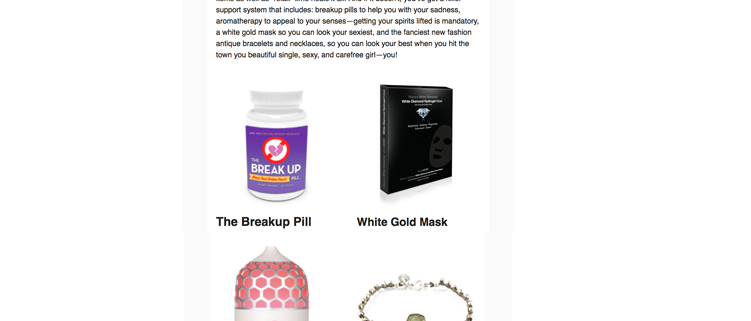 support system that includes: breakup pills to help you with your sadness,
aromatherapy to appeal to your senses—getting your spirits lifted is mandatory,
a white gold mask so you can look your sexiest, and the fanciest new fashion
antique bracelets and necklaces, so you can look your best when you hit the
town you beautiful single, sexy, and carefree girl—you!
THE
BREAK UP
PILL
White Diamond Hydrogel
The Breakup Pill
White Gold Mask